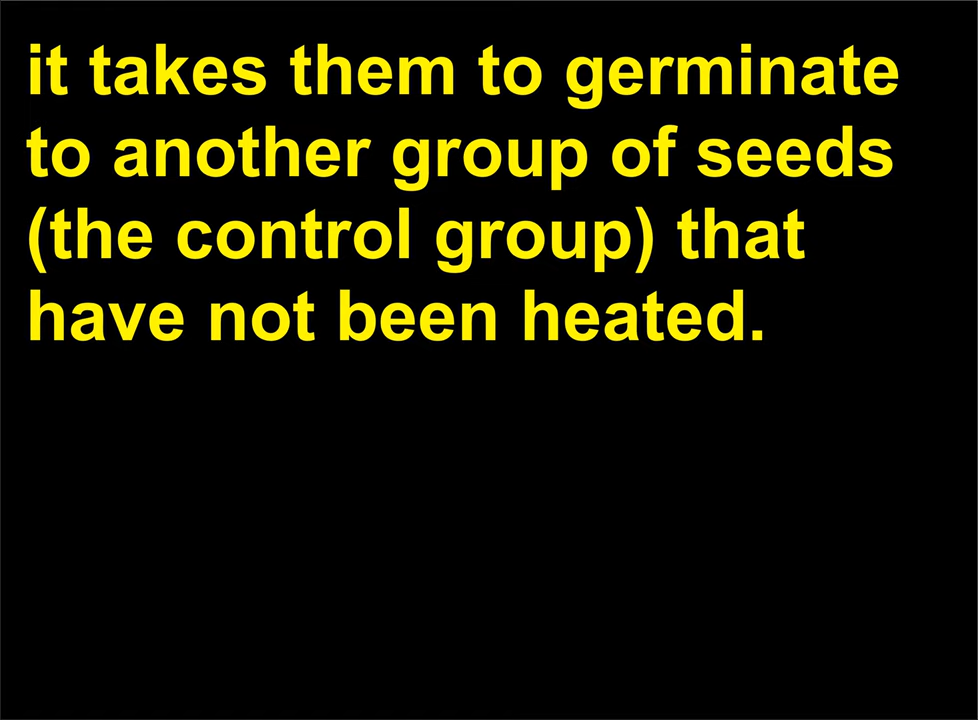 it takes them to germinate
to another group of seeds
(the control group) that
have not been heated.